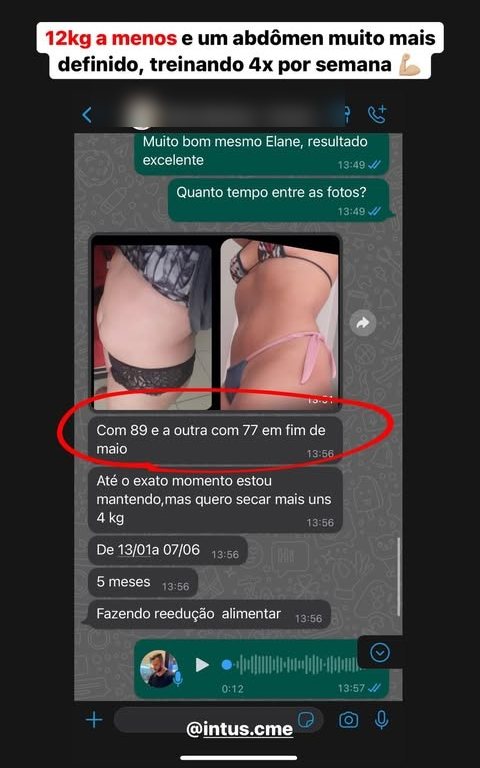 12kg a menos e um abdômen muito mais
definido, treinando 4x por semana 💪🏼
Muito bom mesmo Elane, resultado
excelente
13:49
Quanto tempo entre as fotos?
13:49
13:51
Com 89 e a outra com 77 em fim de
maio
13:56
Até o exato momento estou
mantendo,mas quero secar mais uns
4 kg
13:56
De 13/01a 07/06 13:56
5 meses 13:56
Fazendo reedução alimentar 13:56
0:12 13:57
@intus.cme